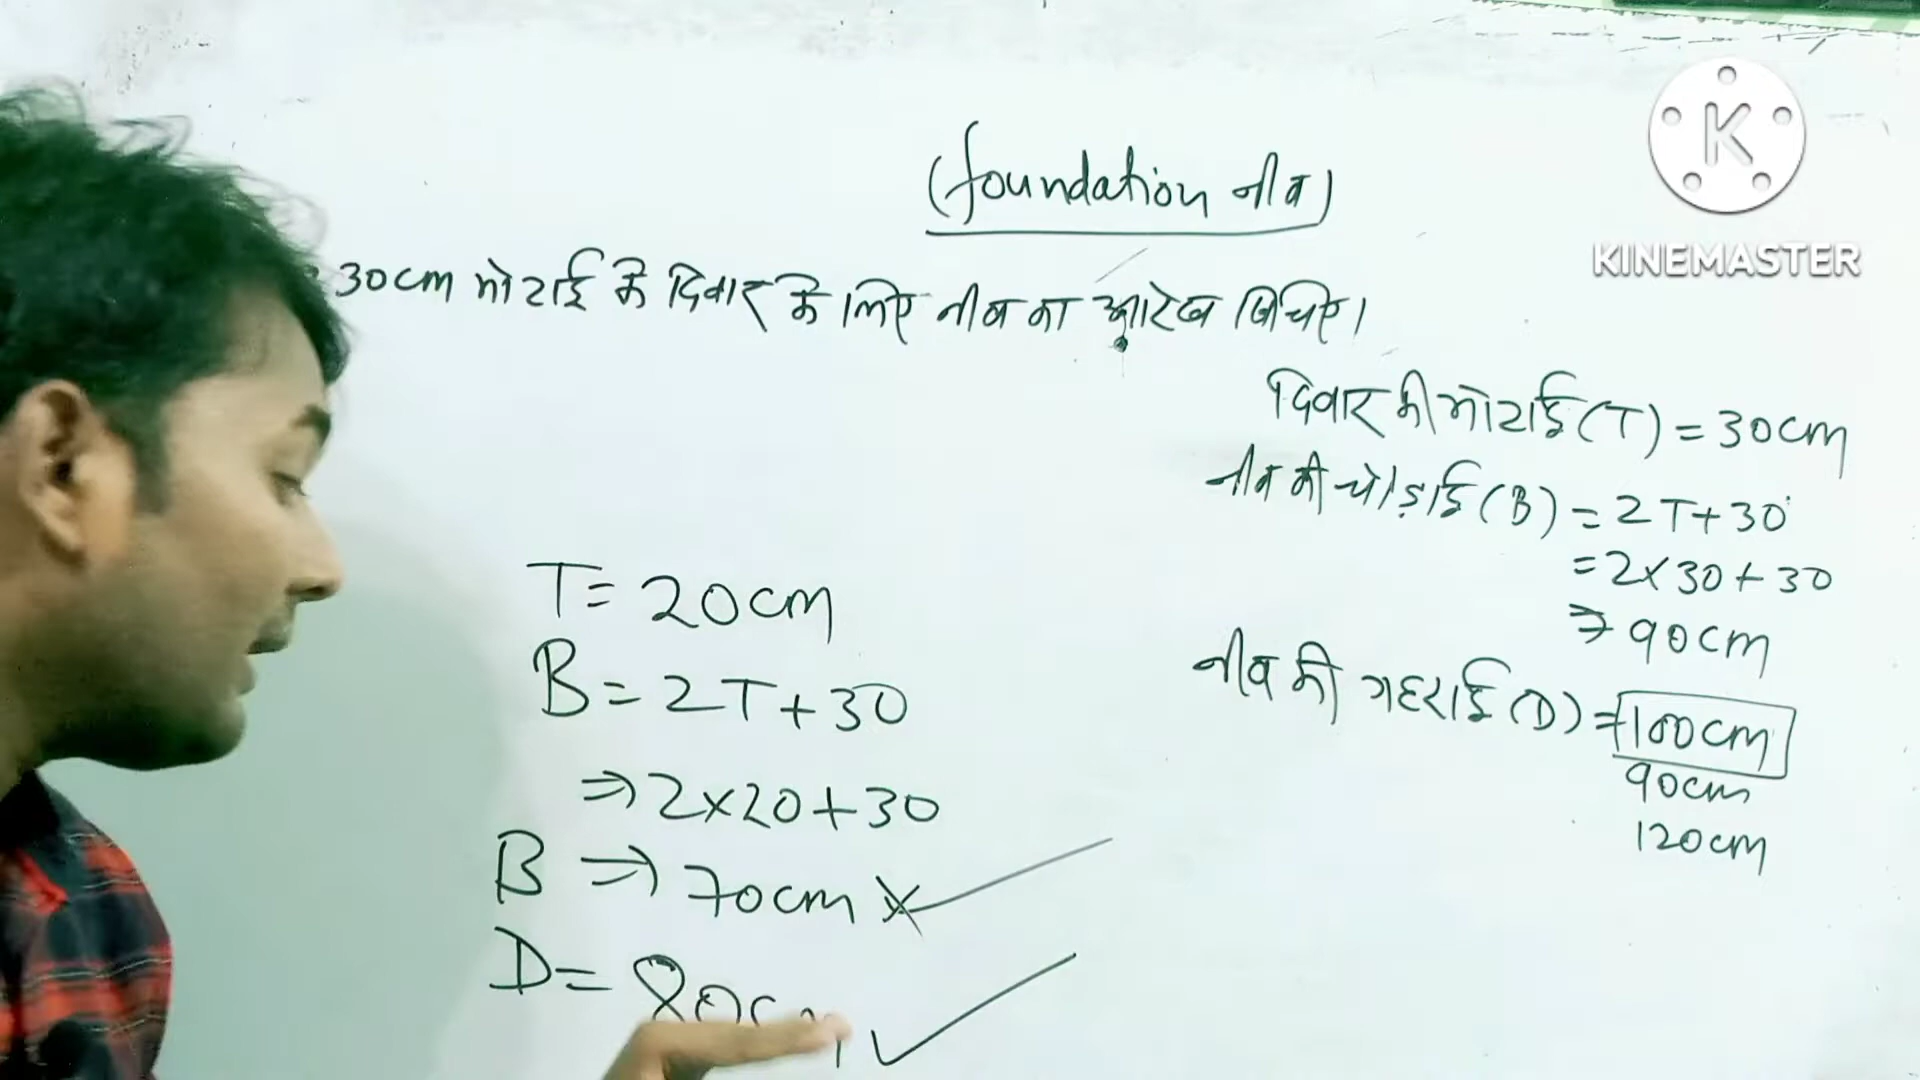 (foundation नीव)
30cm मोटाई के दिवार के लिए नीव का आरेख खिचिए।
दिवार की मोटाई (T) = 30cm
नीव की चोड़ाई (B) = 2T+30
= 2×30+30
⇒ 90cm
नीव की गहराई (D) = 100cm
90cm
120cm
T= 20cm
B = 2T+30
⇒ 2×20+30
B ⇒ 70cm ×
D= 80cm ✓
K
KINEMASTER